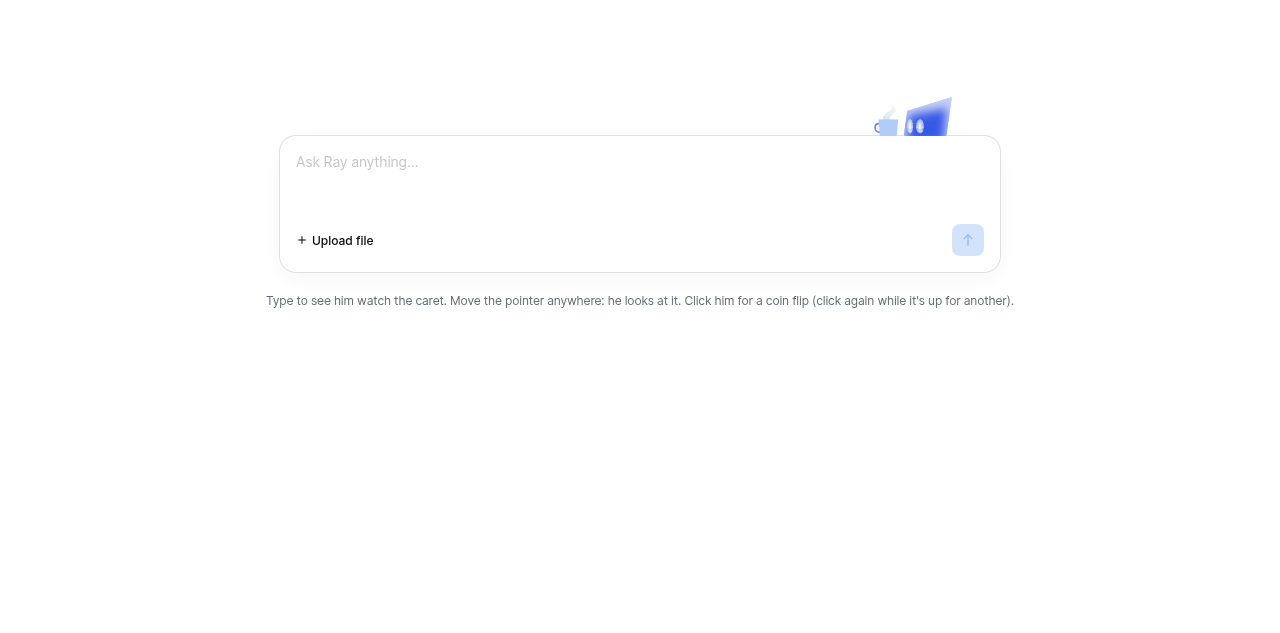 Ask Ray anything...
+ Upload file
Type to see him watch the caret. Move the pointer anywhere: he looks at it. Click him for a coin flip (click again while it's up for another).